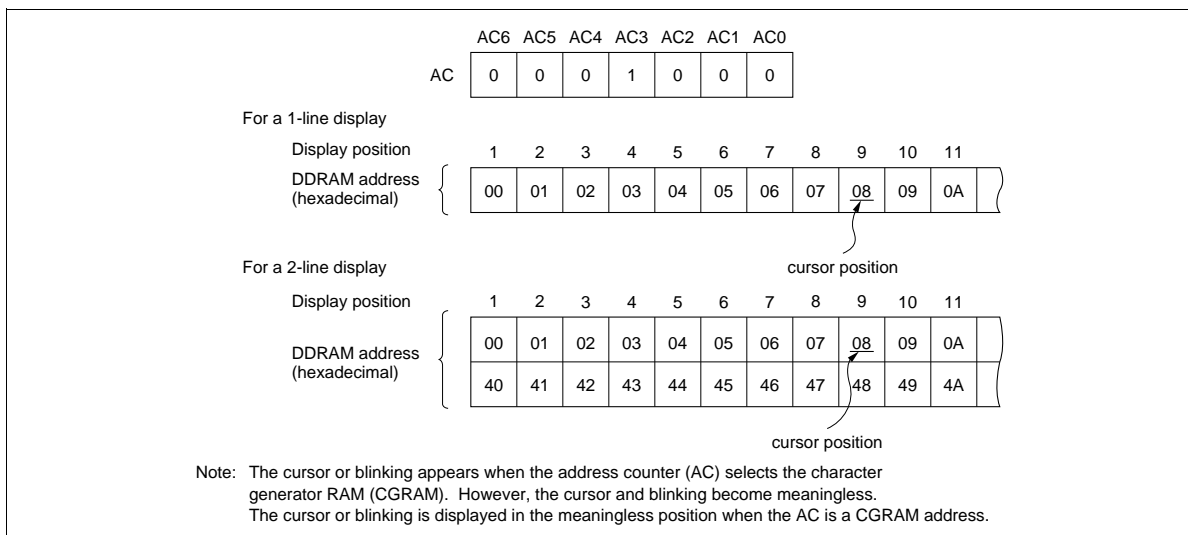 AC6 AC5 AC4 AC3 AC2 AC1 AC0
AC 0 0 0 1 0 0 0
For a 1-line display
Display position 1 2 3 4 5 6 7 8 9 10 11
DDRAM address
(hexadecimal)
00 01 02 03 04 05 06 07 08 09 0A
cursor position
For a 2-line display
Display position 1 2 3 4 5 6 7 8 9 10 11
DDRAM address
(hexadecimal)
00 01 02 03 04 05 06 07 08 09 0A
40 41 42 43 44 45 46 47 48 49 4A
cursor position
Note: The cursor or blinking appears when the address counter (AC) selects the character
generator RAM (CGRAM). However, the cursor and blinking become meaningless.
The cursor or blinking is displayed in the meaningless position when the AC is a CGRAM address.